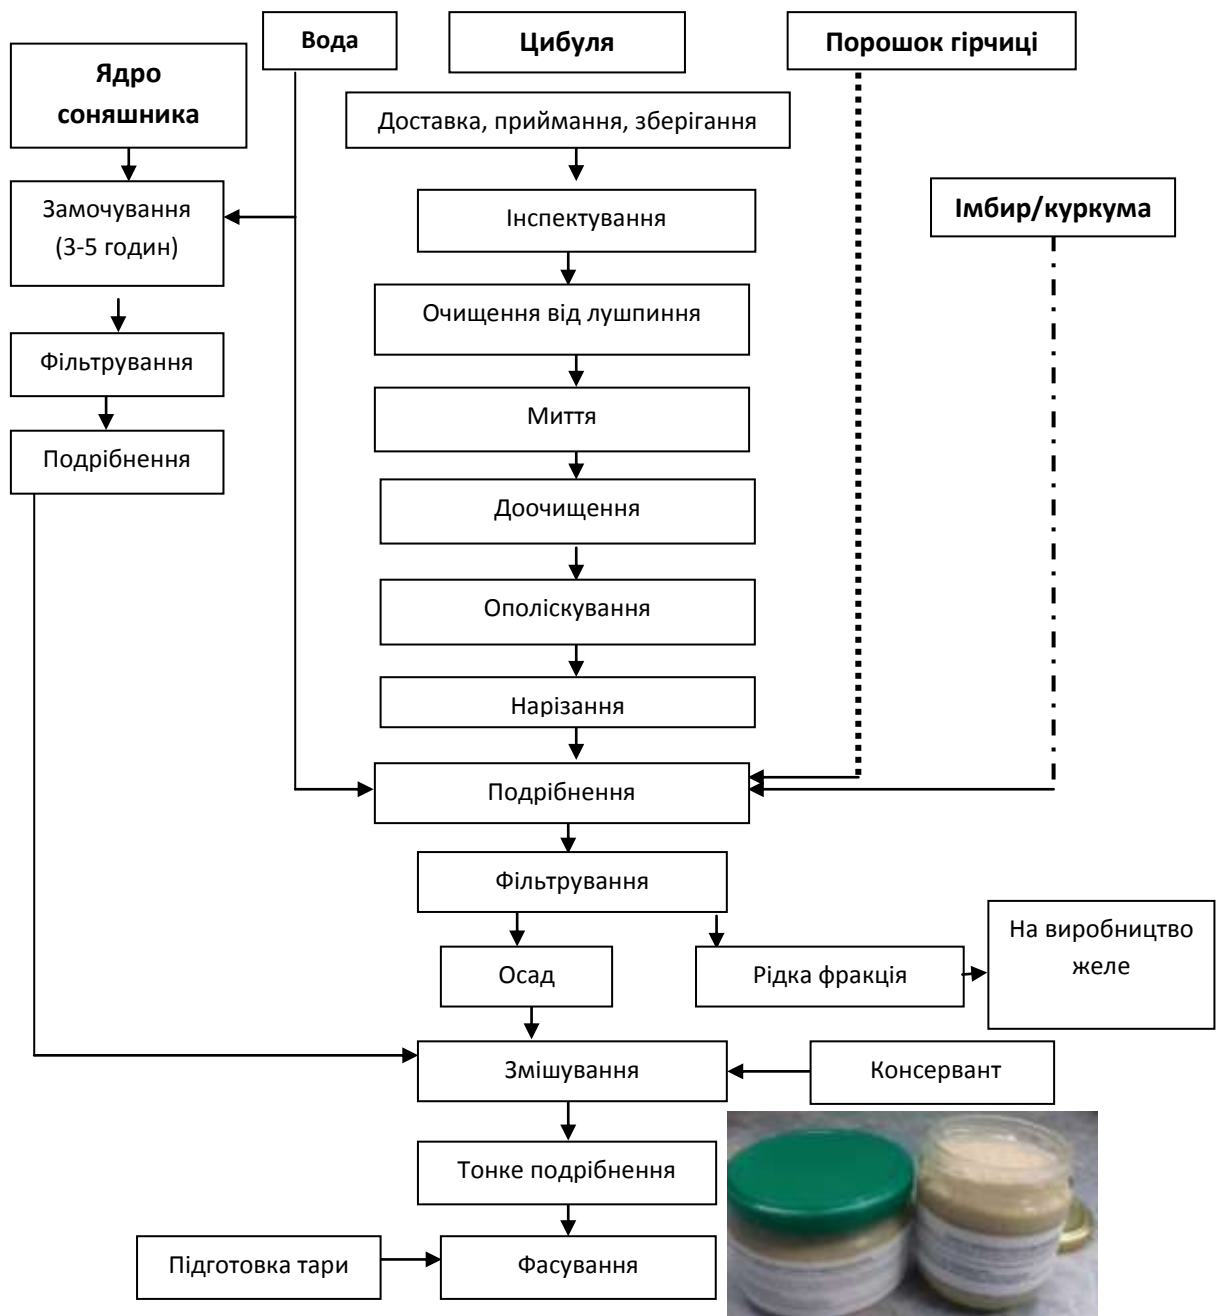 Вода
Цибуля
Порошок гірчиці
Ядро
соняшника
Доставка, приймання, зберігання
Замочування
(3-5 годин)
Інспектування
Імбир/куркума
Очищення від лушпиння
Фільтрування
Миття
Подрібнення
Доочищення
Ополіскування
Нарізання
Подрібнення
Фільтрування
На виробництво
желе
Осад
Рідка фракція
Змішування
Консервант
Тонке подрібнення
Підготовка тари
Фасування